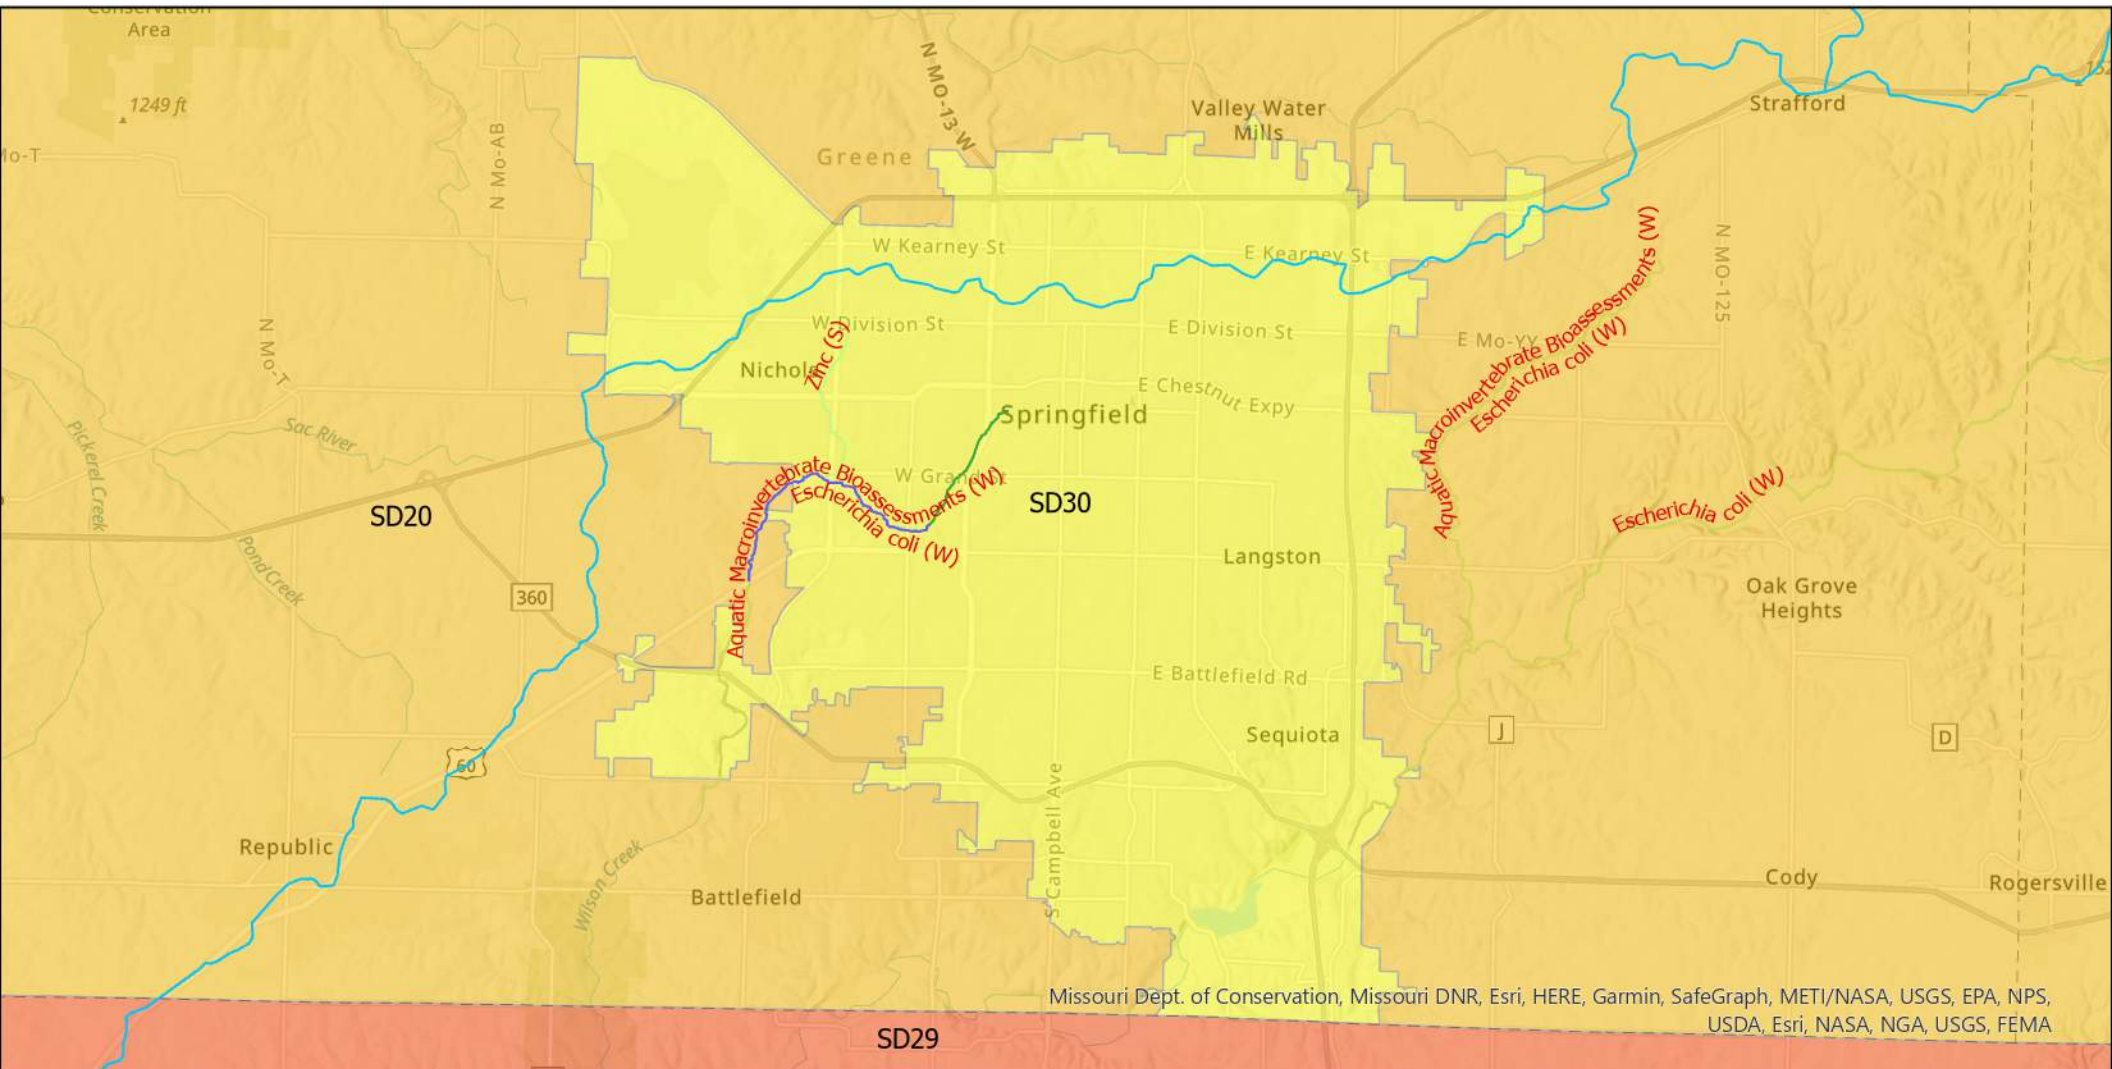 Conservation
Area
1249 ft
N MO-13 W
Valley Water
Mills
Strafford
Greene
N Mo-AB
Mo-T
W Kearney St
E Kearney St
N MO-125
W Division St
E Division St
E Mo-YY
N Mo-T
Nichols
Zinc (S)
E Chestnut Expy
Springfield
Aquatic Macroinvertebrate Bioassessments (W)
Escherichia coli (W)
Sac River
Pickerel Creek
W Grand St
Aquatic Macroinvertebrate Bioassessments (W)
Escherichia coli (W)
Escherichia coli (W)
SD20
SD30
Pond Creek
360
Langston
Oak Grove
Heights
E Battlefield Rd
Sequiota
J
D
60
S Campbell Ave
Republic
Wilson Creek
Battlefield
Cody
Rogersville
Missouri Dept. of Conservation, Missouri DNR, Esri, HERE, Garmin, SafeGraph, METI/NASA, USGS, EPA, NPS,
USDA, Esri, NASA, NGA, USGS, FEMA
SD29